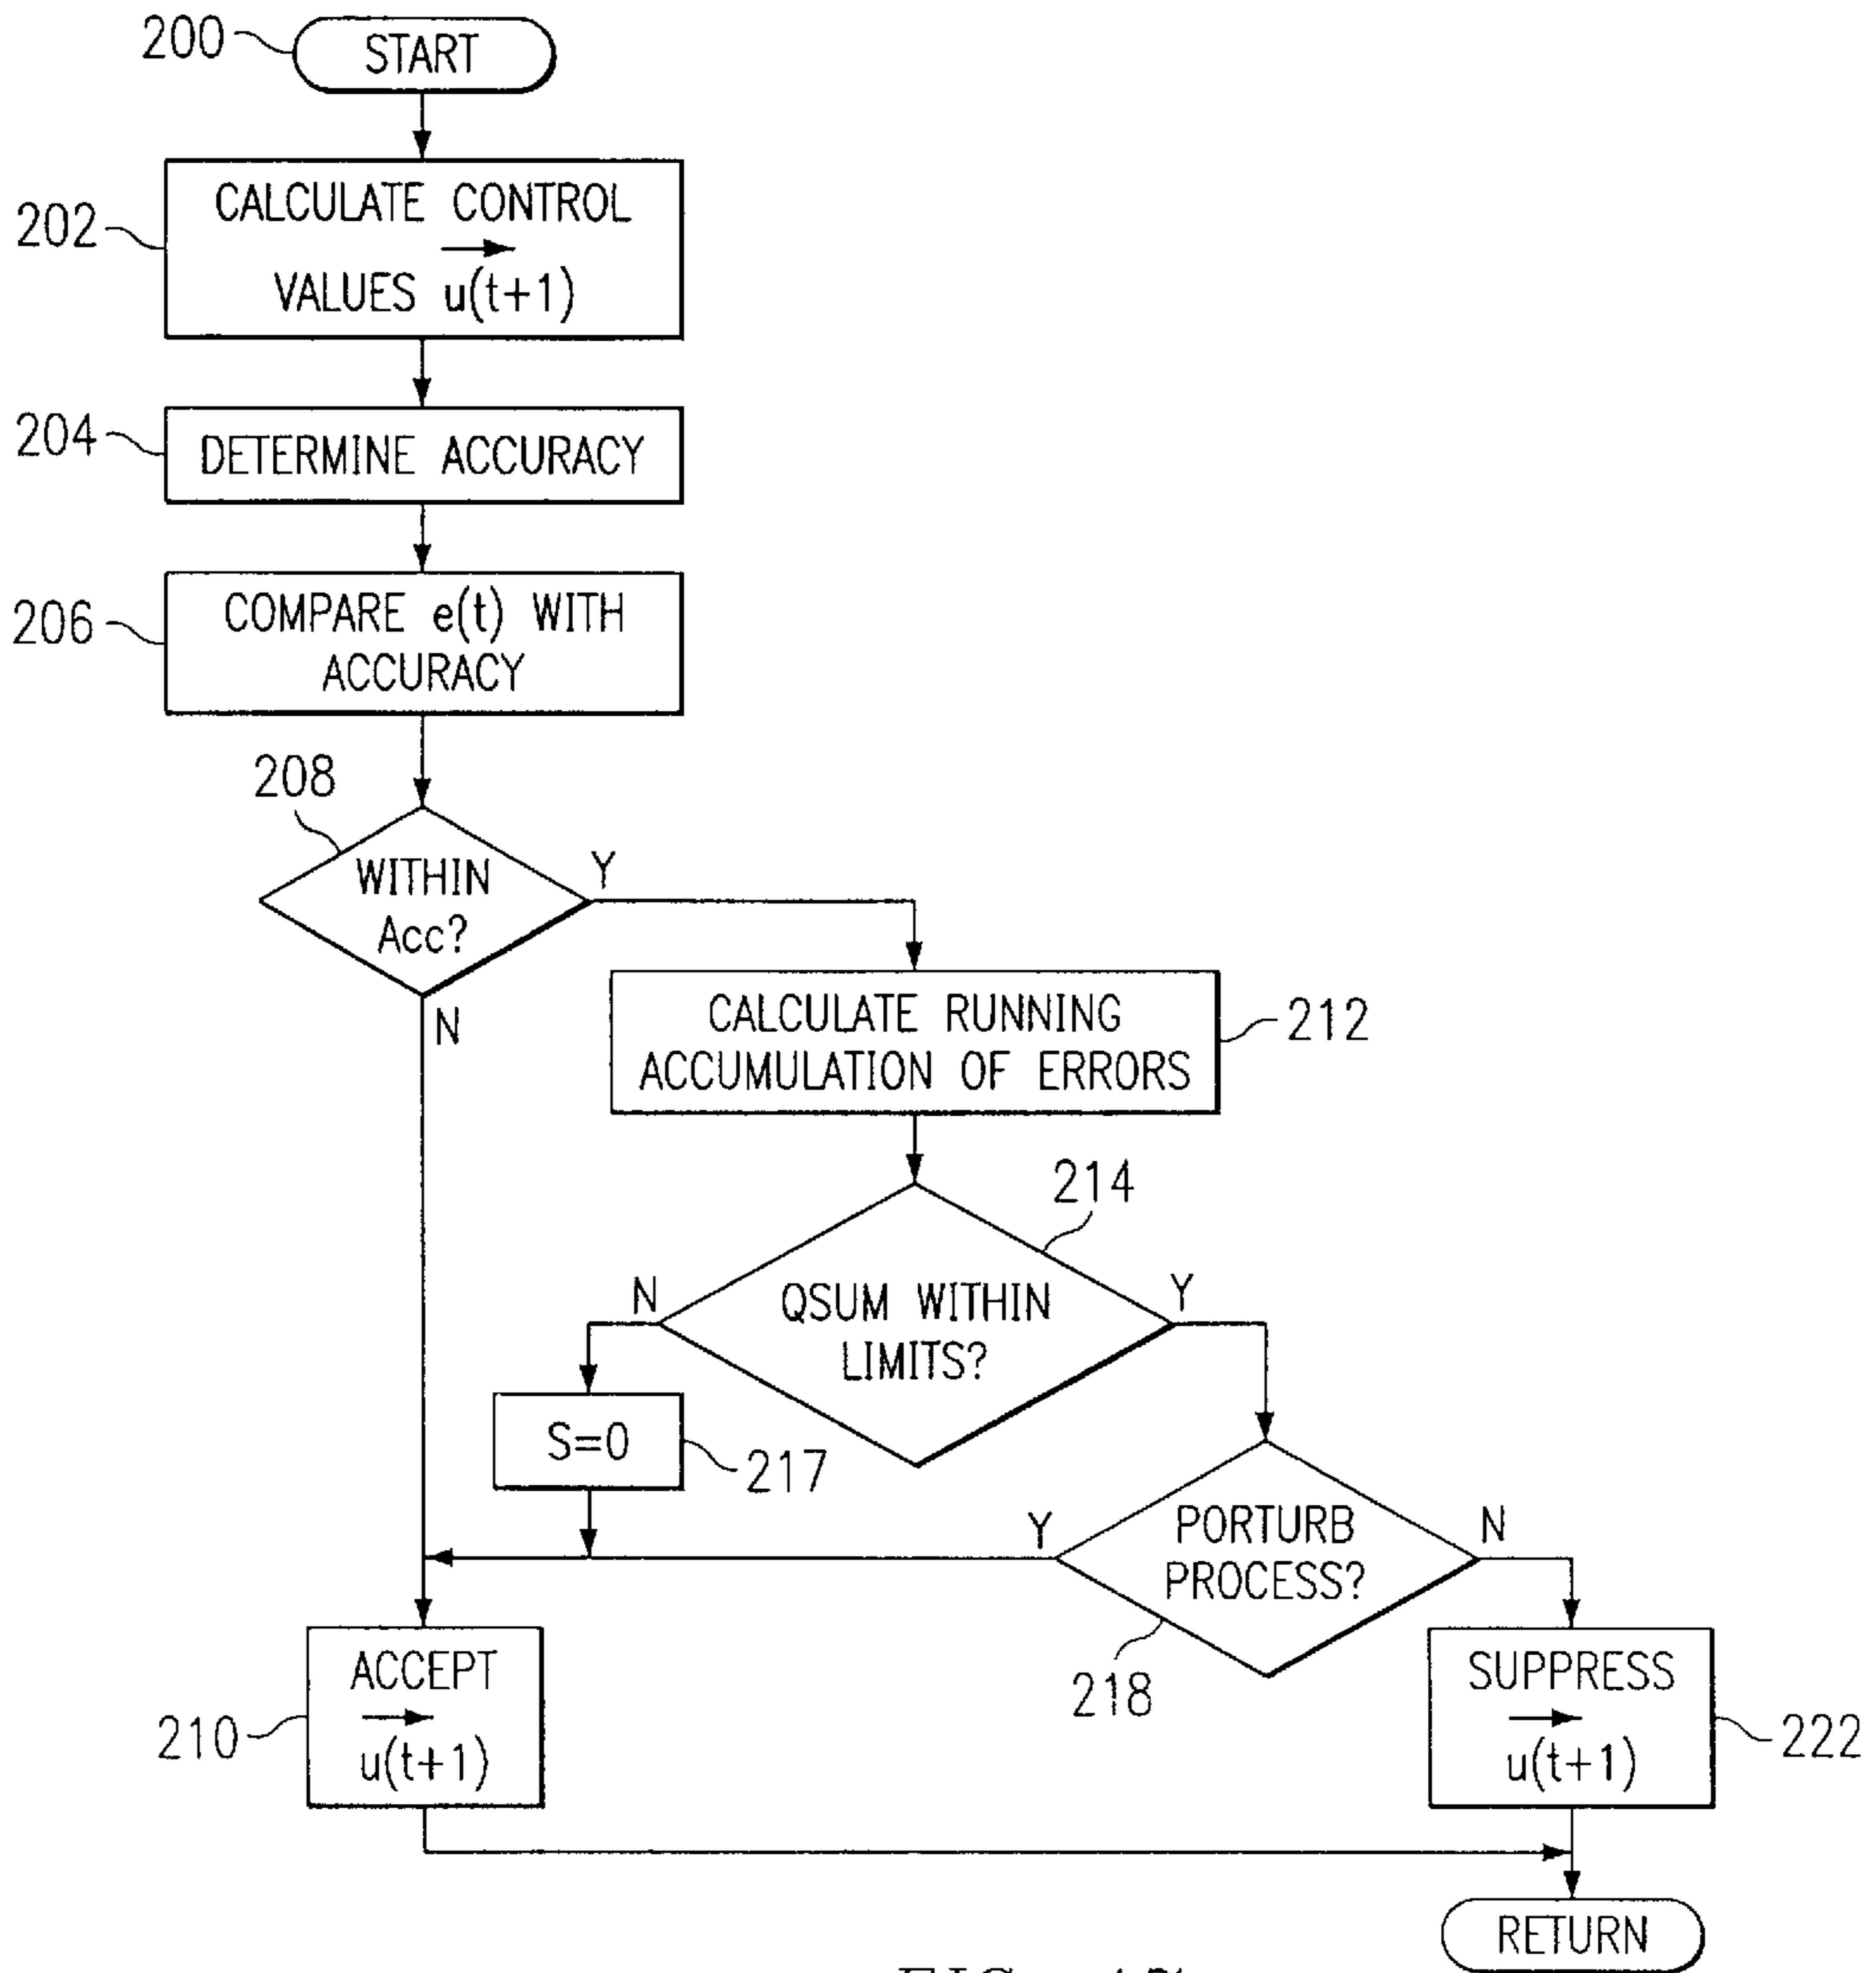 200
START
202
CALCULATE CONTROL
VALUES u(t+1)
204
DETERMINE ACCURACY
206
COMPARE e(t) WITH
ACCURACY
208
WITHIN
Acc?
Y
N
CALCULATE RUNNING
ACCUMULATION OF ERRORS
212
214
QSUM WITHIN
LIMITS?
N
Y
S=0
217
PORTURB
PROCESS?
Y
N
218
ACCEPT
u(t+1)
210
SUPPRESS
u(t+1)
222
RETURN